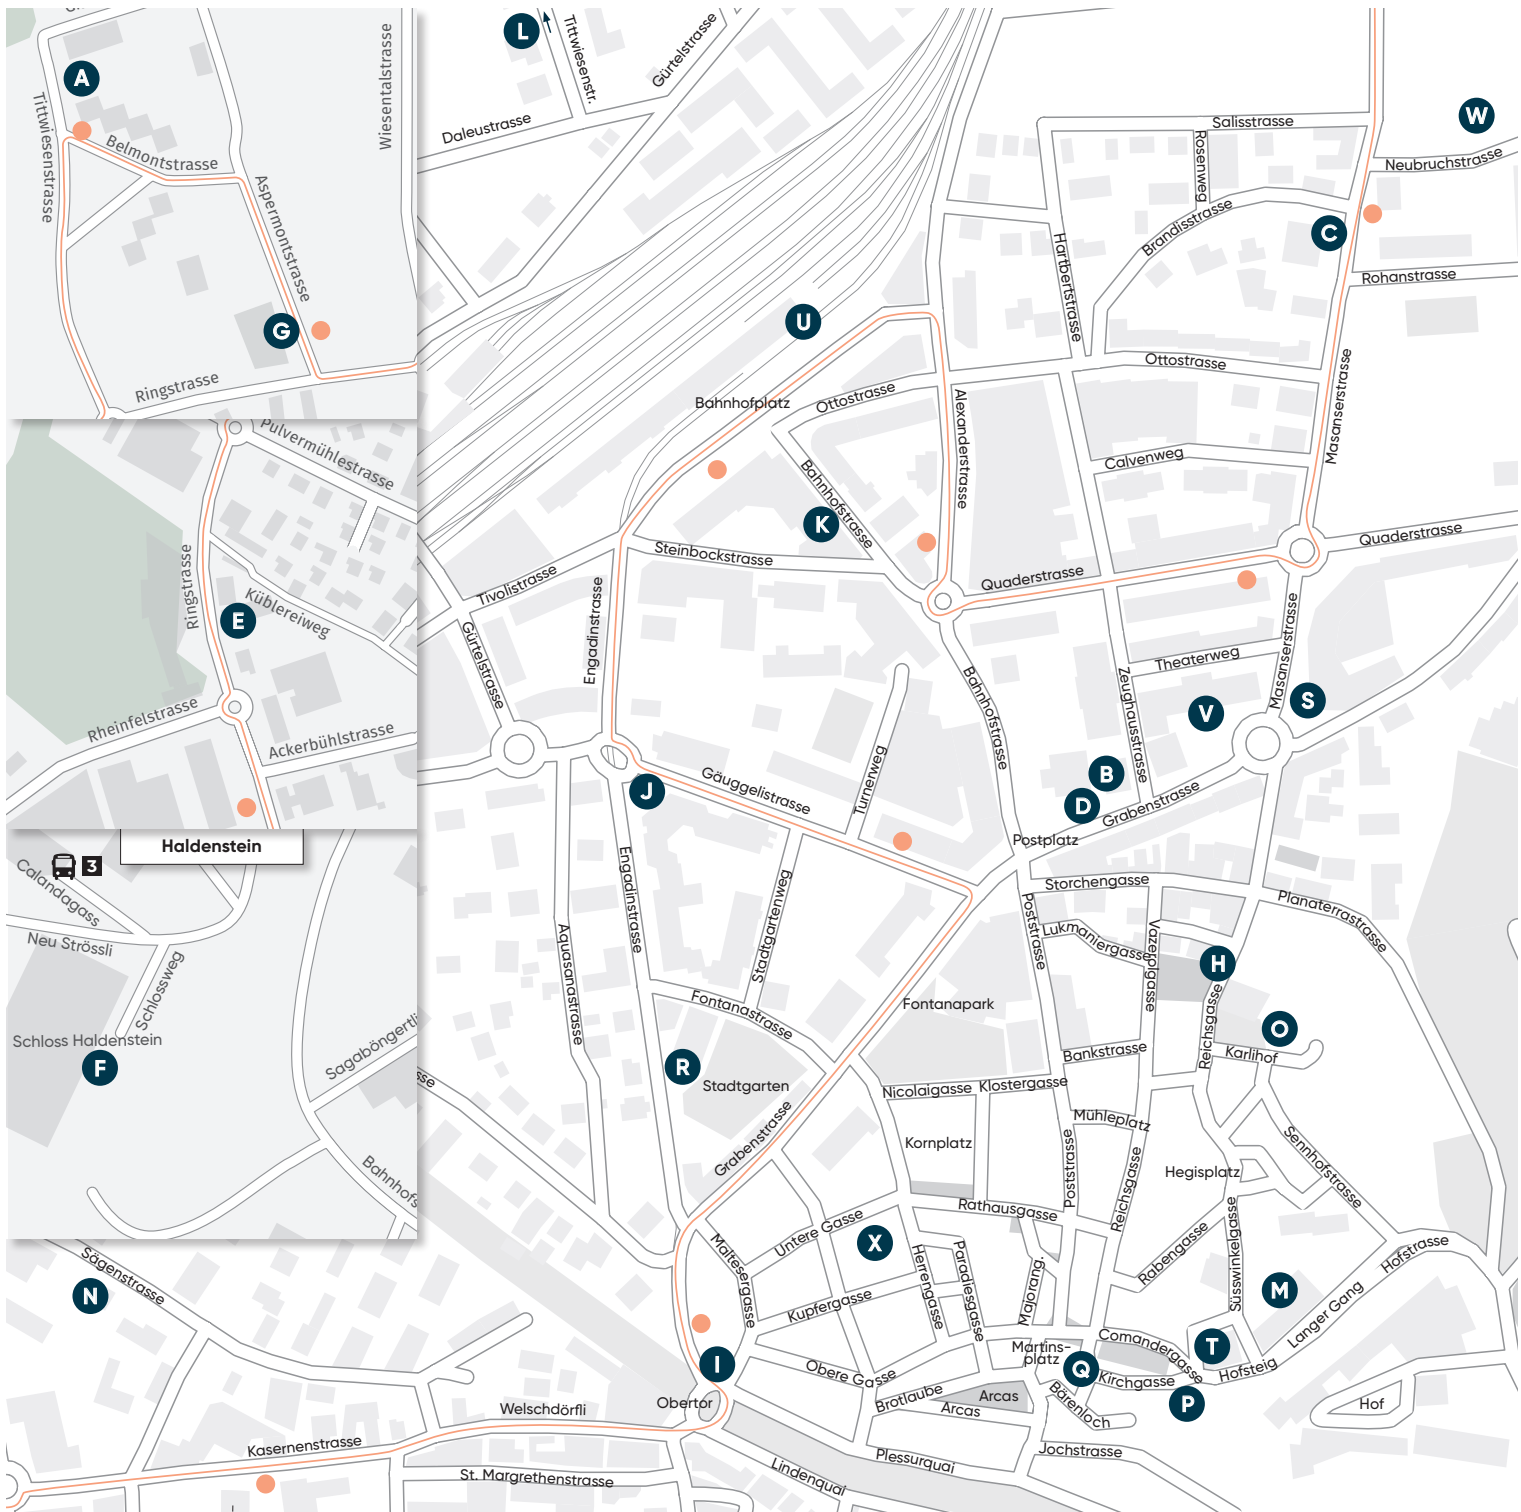 L
Tittwiesenstr.
Gürtelstrasse
Daleustrasse
A
Tittwiesenstrasse
Belmontstrasse
Aspermontstrasse
Wiesentalstrasse
G
Ringstrasse
Pulvermühlestrasse
Ringstrasse
E
Küblereiweg
Rheinfelstrasse
Ackerbühlstrasse
Haldenstein
3
Calandagass
Neu Strössli
Schlossweg
Schloss Haldenstein
F
Sagaböngertli
Bahnhofs
sse
W
Salisstrasse
Neubruchstrasse
Rosenweg
Brandisstrasse
C
Hartbertstrasse
Rohanstrasse
U
Bahnhofplatz
Ottostrasse
Ottostrasse
Masanserstrasse
Alexanderstrasse
Calvenweg
Bahnhofstrasse
K
Steinbockstrasse
Quaderstrasse
Quaderstrasse
Tivolistrasse
Engadinstrasse
Gürtelstrasse
Masanserstrasse
Theaterweg
Zeughausstrasse
Bahnhofstrasse
V
S
J
Gäuggelistrasse
Turnerweg
B
D
Grabenstrasse
Postplatz
Storchengasse
Planaterrastrasse
Engadinstrasse
Stadtgartenweg
Aquasanastrasse
Poststrasse
Lukmaniergasse
Vazerolgasse
H
Fontanastrasse
Fontanapark
Reichsgasse
O
Karlihof
R
Stadtgarten
Bankstrasse
Nicolaigasse
Klostergasse
Grabenstrasse
Kornplatz
Mühleplatz
Poststrasse
Reichsgasse
Hegisplatz
Sennhofstrasse
Rathausgasse
Untere Gasse
X
Maltesergasse
Herrengasse
Paradiesgasse
Majorang.
Rabengasse
Süsswinkelgasse
Hofstrasse
M
Langer Gang
Kupfergasse
N
Sägenstrasse
I
Obere Gasse
Martins-
platz
Comandergasse
T
Q
Kirchgasse
Hofsteig
P
Obertor
Brotlaube
Arcas
Arcas
Bärenloch
Hof
Welschdörfli
Kasernenstrasse
St. Margrethenstrasse
Plessurquai
Lindenquai
Jochstrasse